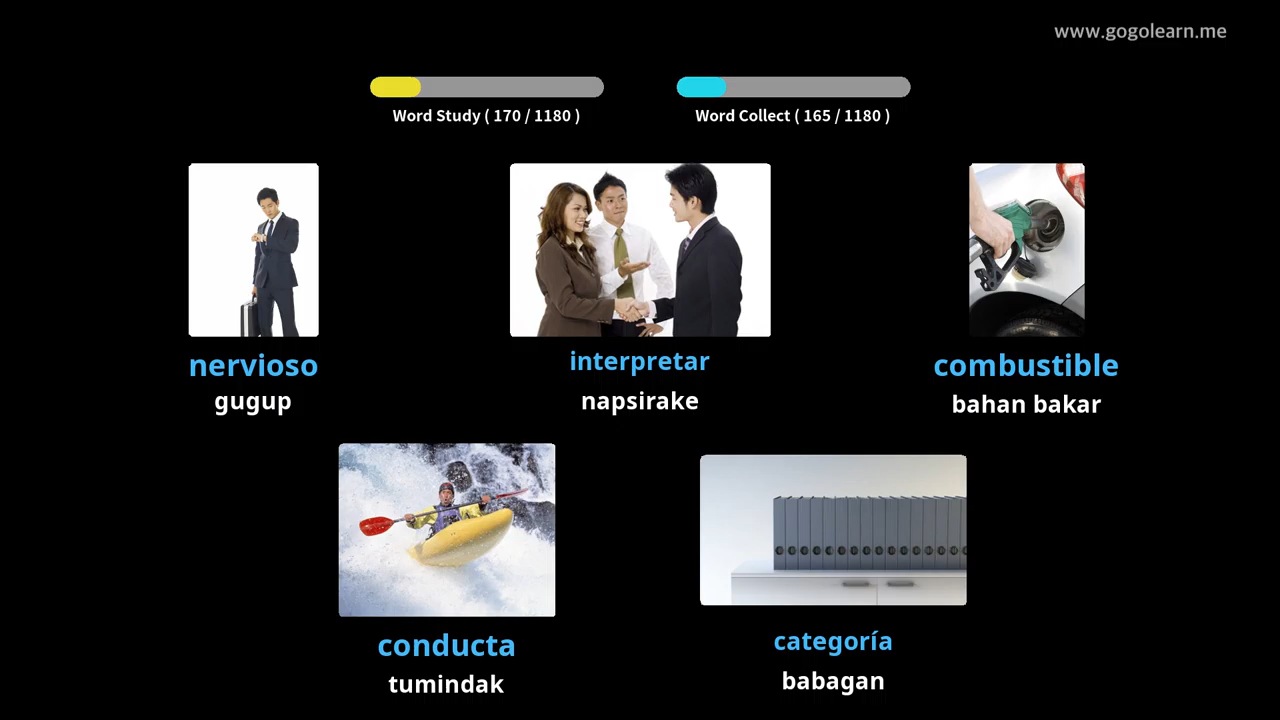 www.gogolearn.me
Word Study ( 170 / 1180 )
Word Collect ( 165 / 1180 )
nervioso
gugup
interpretar
napsirake
combustible
bahan bakar
conducta
tumindak
categoría
babagan